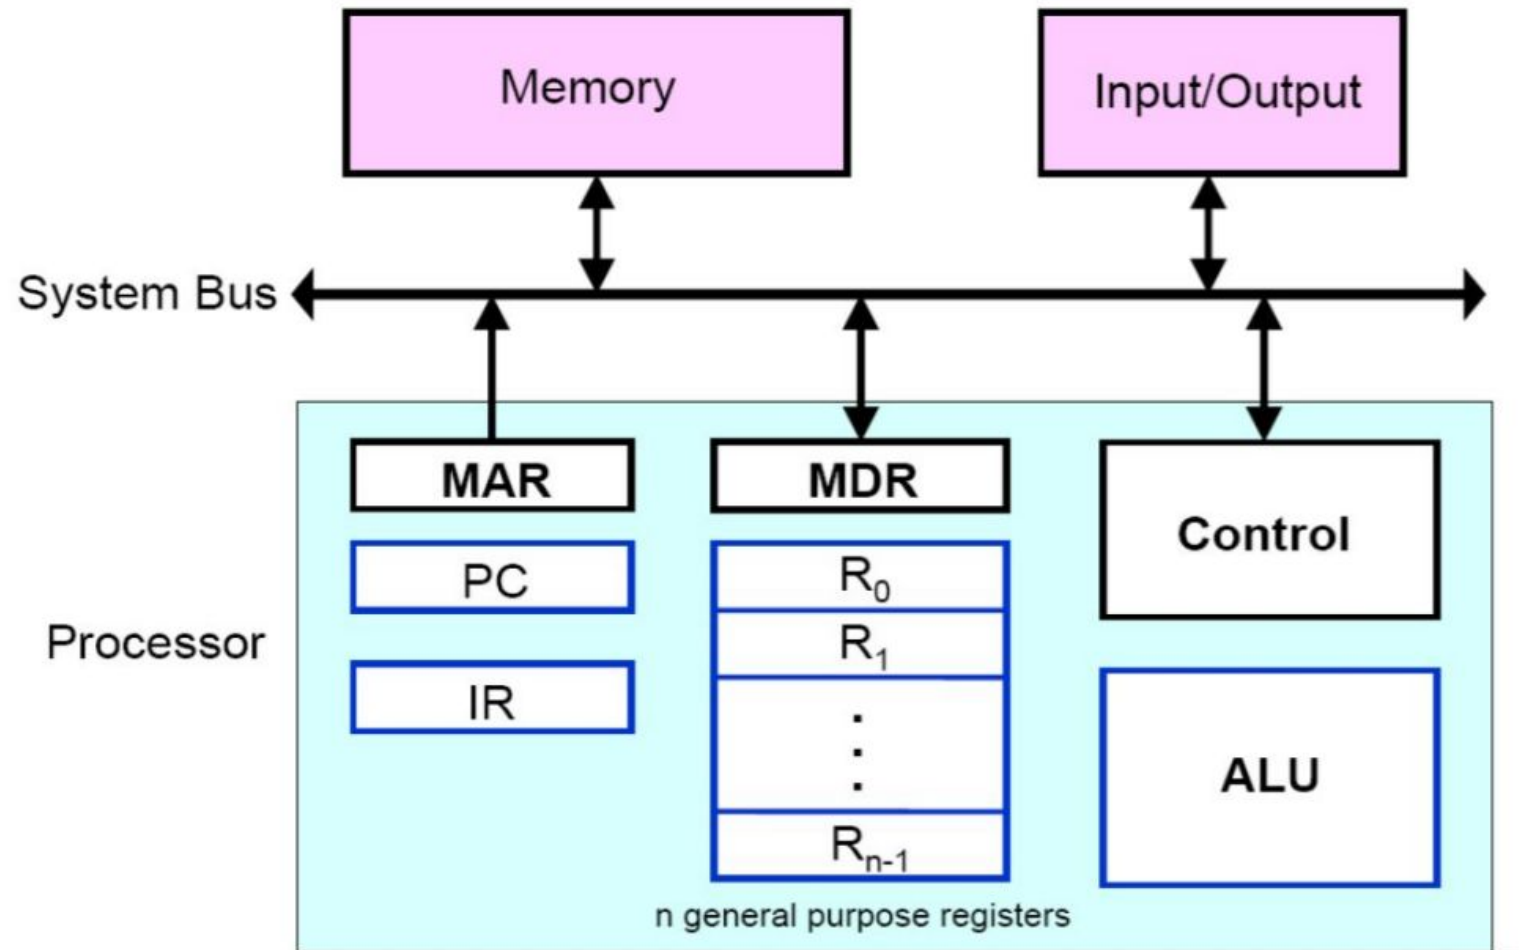 Memory
Input/Output
System Bus
MAR
MDR
Control
PC
R₀
Processor
R₁
IR
.
.
.
ALU
Rₙ₋₁
n general purpose registers